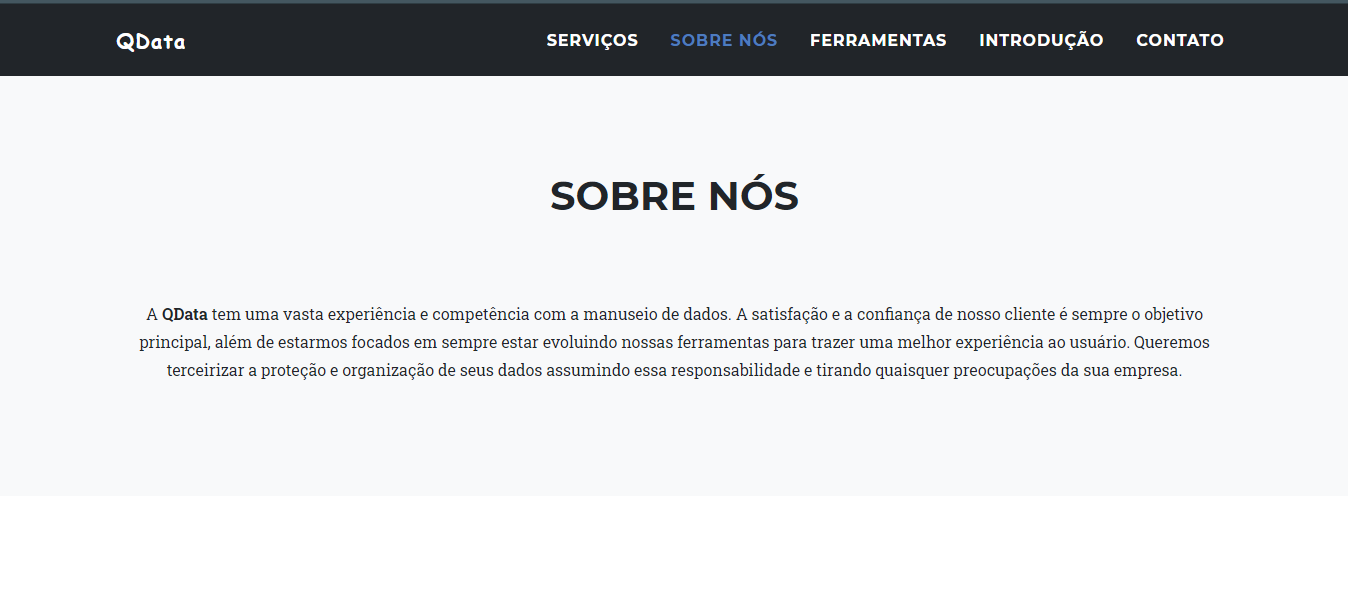 QData
SERVIÇOS SOBRE NÓS FERRAMENTAS INTRODUÇÃO CONTATO
SOBRE NÓS
A QData tem uma vasta experiência e competência com a manuseio de dados. A satisfação e a confiança de nosso cliente é sempre o objetivo
principal, além de estarmos focados em sempre estar evoluindo nossas ferramentas para trazer uma melhor experiência ao usuário. Queremos
terceirizar a proteção e organização de seus dados assumindo essa responsabilidade e tirando quaisquer preocupações da sua empresa.